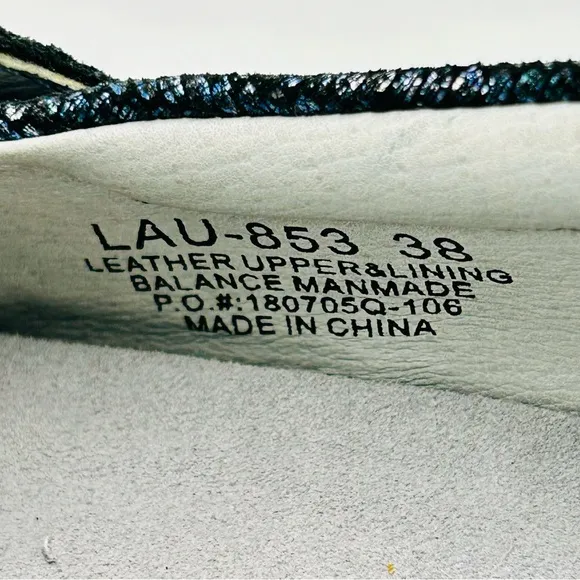 LAU-853 38
LEATHER UPPER&LINING
BALANCE MANMADE
P.O.#:180705Q-106
MADE IN CHINA